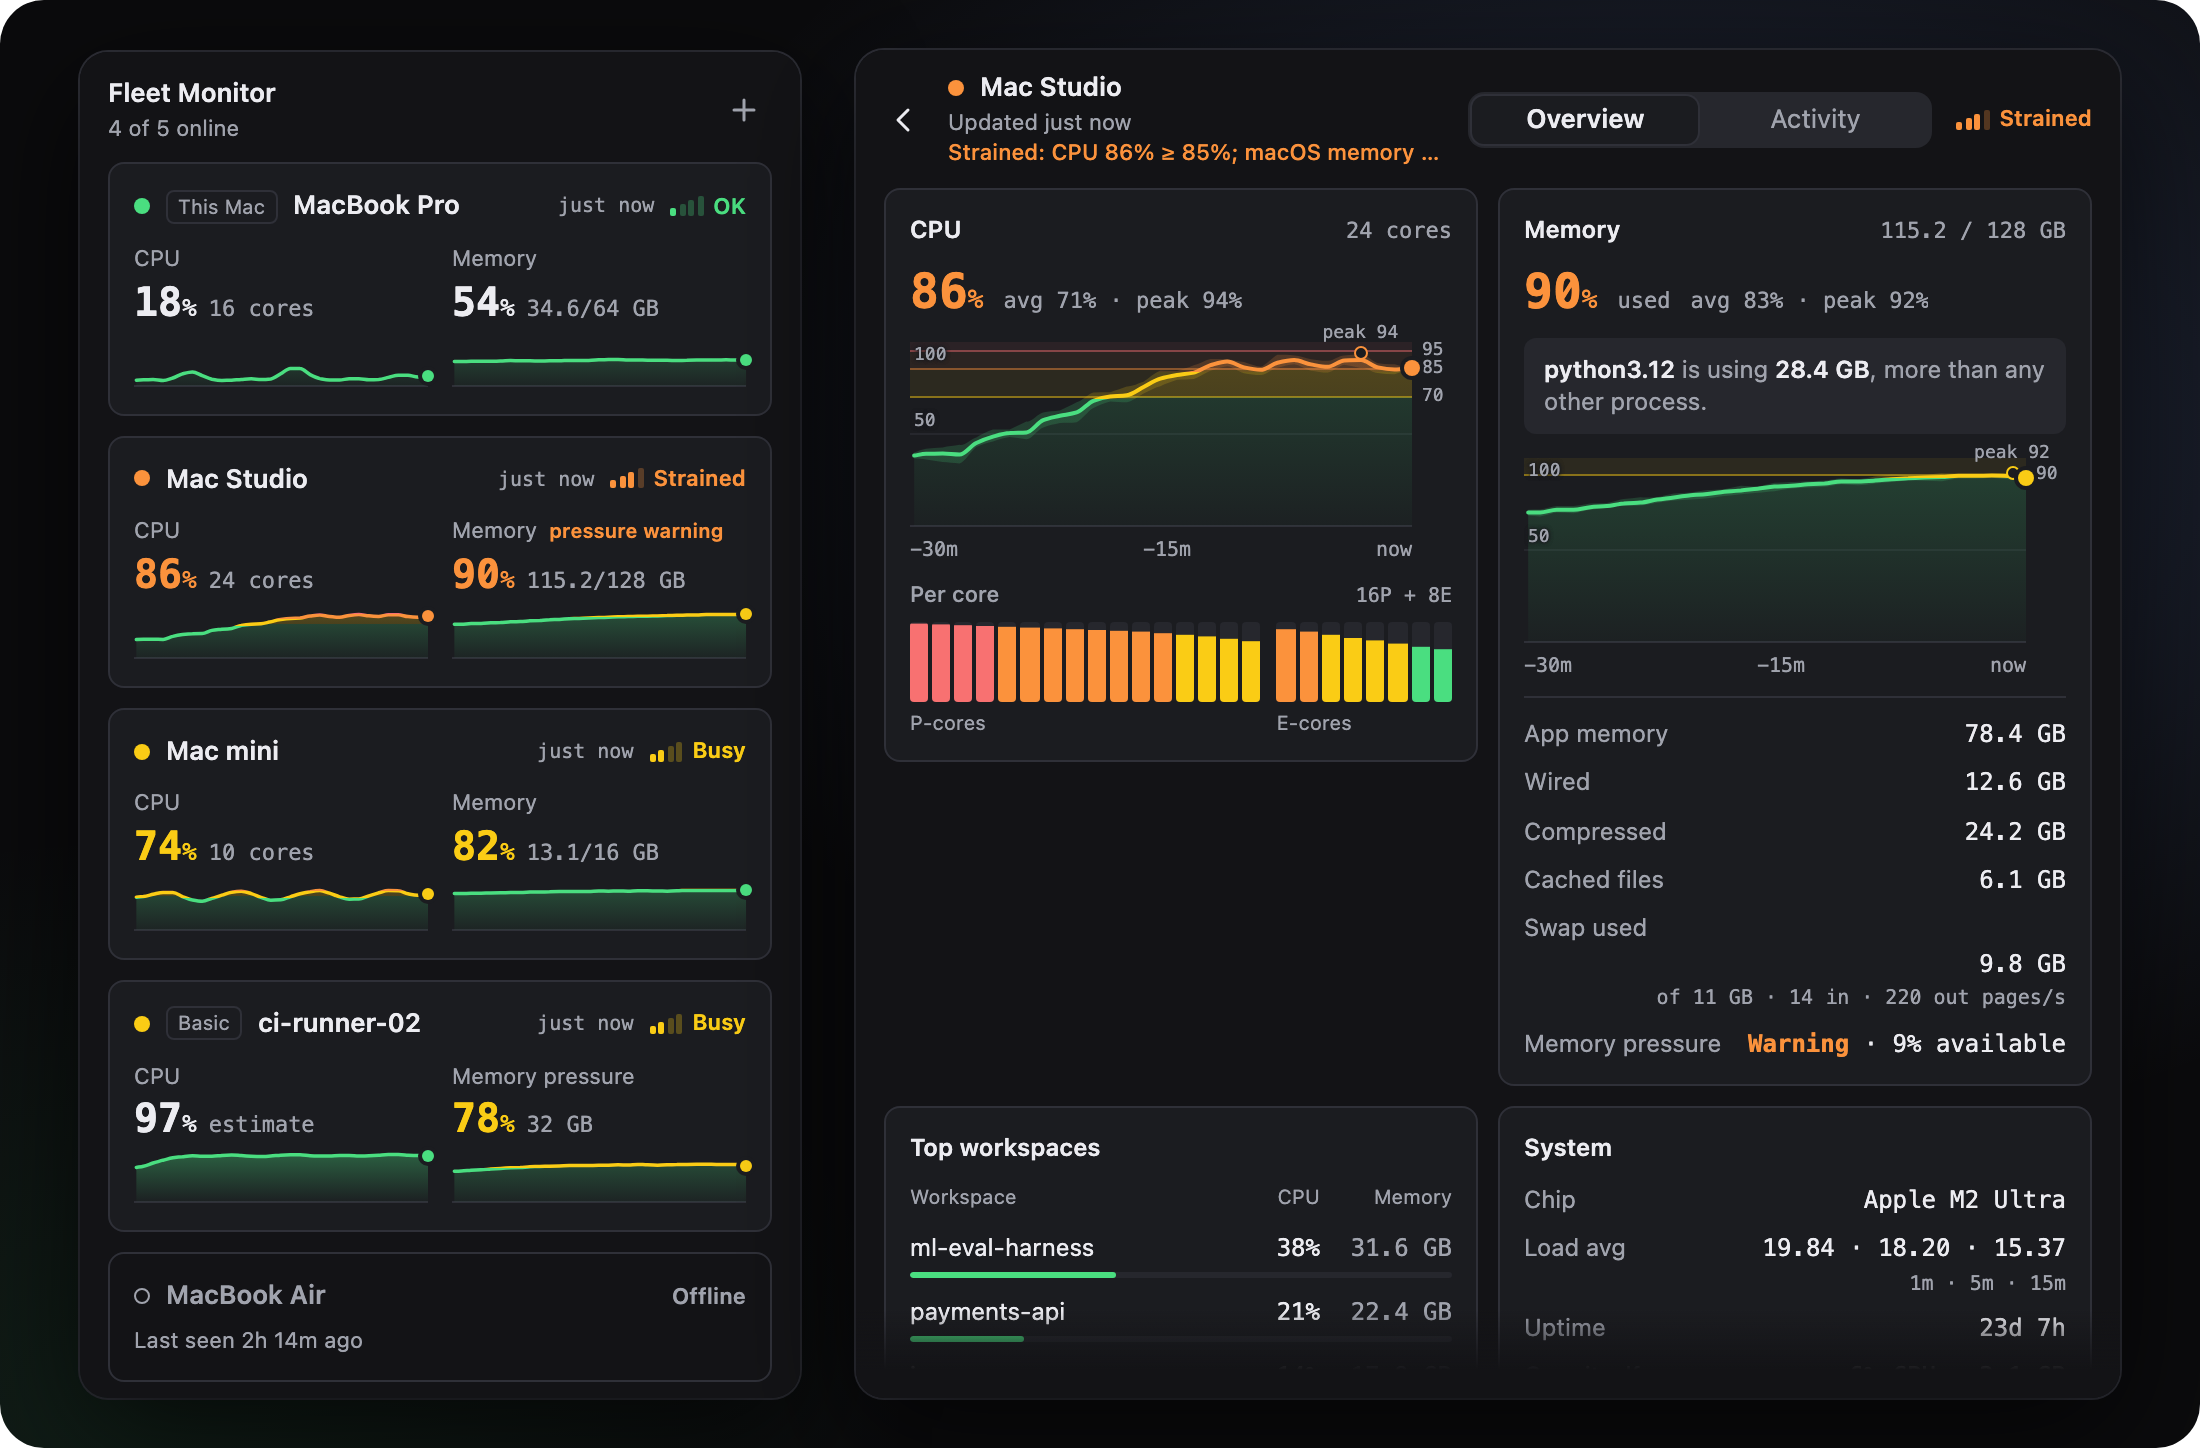 Fleet Monitor
4 of 5 online
This Mac MacBook Pro just now OK
CPU
18% 16 cores
Memory
54% 34.6/64 GB
Mac Studio just now Strained
CPU
86% 24 cores
Memory pressure warning
90% 115.2/128 GB
Mac mini just now Busy
CPU
74% 10 cores
Memory
82% 13.1/16 GB
Basic ci-runner-02 just now Busy
CPU
97% estimate
Memory pressure
78% 32 GB
MacBook Air Offline
Last seen 2h 14m ago
Mac Studio
Updated just now
Strained: CPU 86% ≥ 85%; macOS memory ...
Overview Activity
Strained
CPU 24 cores
86% avg 71% · peak 94%
peak 94
100
50
95
85
70
−30m −15m now
Per core 16P + 8E
P-cores E-cores
Memory 115.2 / 128 GB
90% used avg 83% · peak 92%
python3.12 is using 28.4 GB, more than any
other process.
peak 92
100
90
50
−30m −15m now
App memory 78.4 GB
Wired 12.6 GB
Compressed 24.2 GB
Cached files 6.1 GB
Swap used
9.8 GB
of 11 GB · 14 in · 220 out pages/s
Memory pressure Warning · 9% available
Top workspaces
Workspace CPU Memory
ml-eval-harness 38% 31.6 GB
payments-api 21% 22.4 GB
System
Chip Apple M2 Ultra
Load avg 19.84 · 18.20 · 15.37
1m · 5m · 15m
Uptime 23d 7h